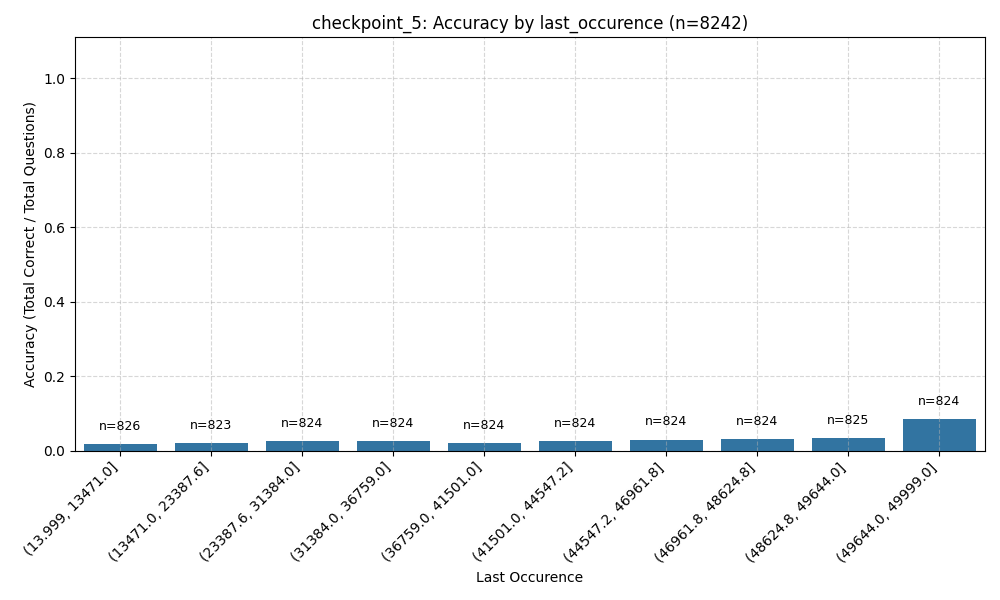 checkpoint_5: Accuracy by last_occurence (n=8242)
Accuracy (Total Correct / Total Questions)
1.0
0.8
0.6
0.4
0.2
0.0
n=826
n=823
n=824
n=824
n=824
n=824
n=824
n=824
n=825
n=824
(13.999, 13471.0]
(13471.0, 23387.6]
(23387.6, 31384.0]
(31384.0, 36759.0]
(36759.0, 41501.0]
(41501.0, 44547.2]
(44547.2, 46961.8]
(46961.8, 48624.8]
(48624.8, 49644.0]
(49644.0, 49999.0]
Last Occurence